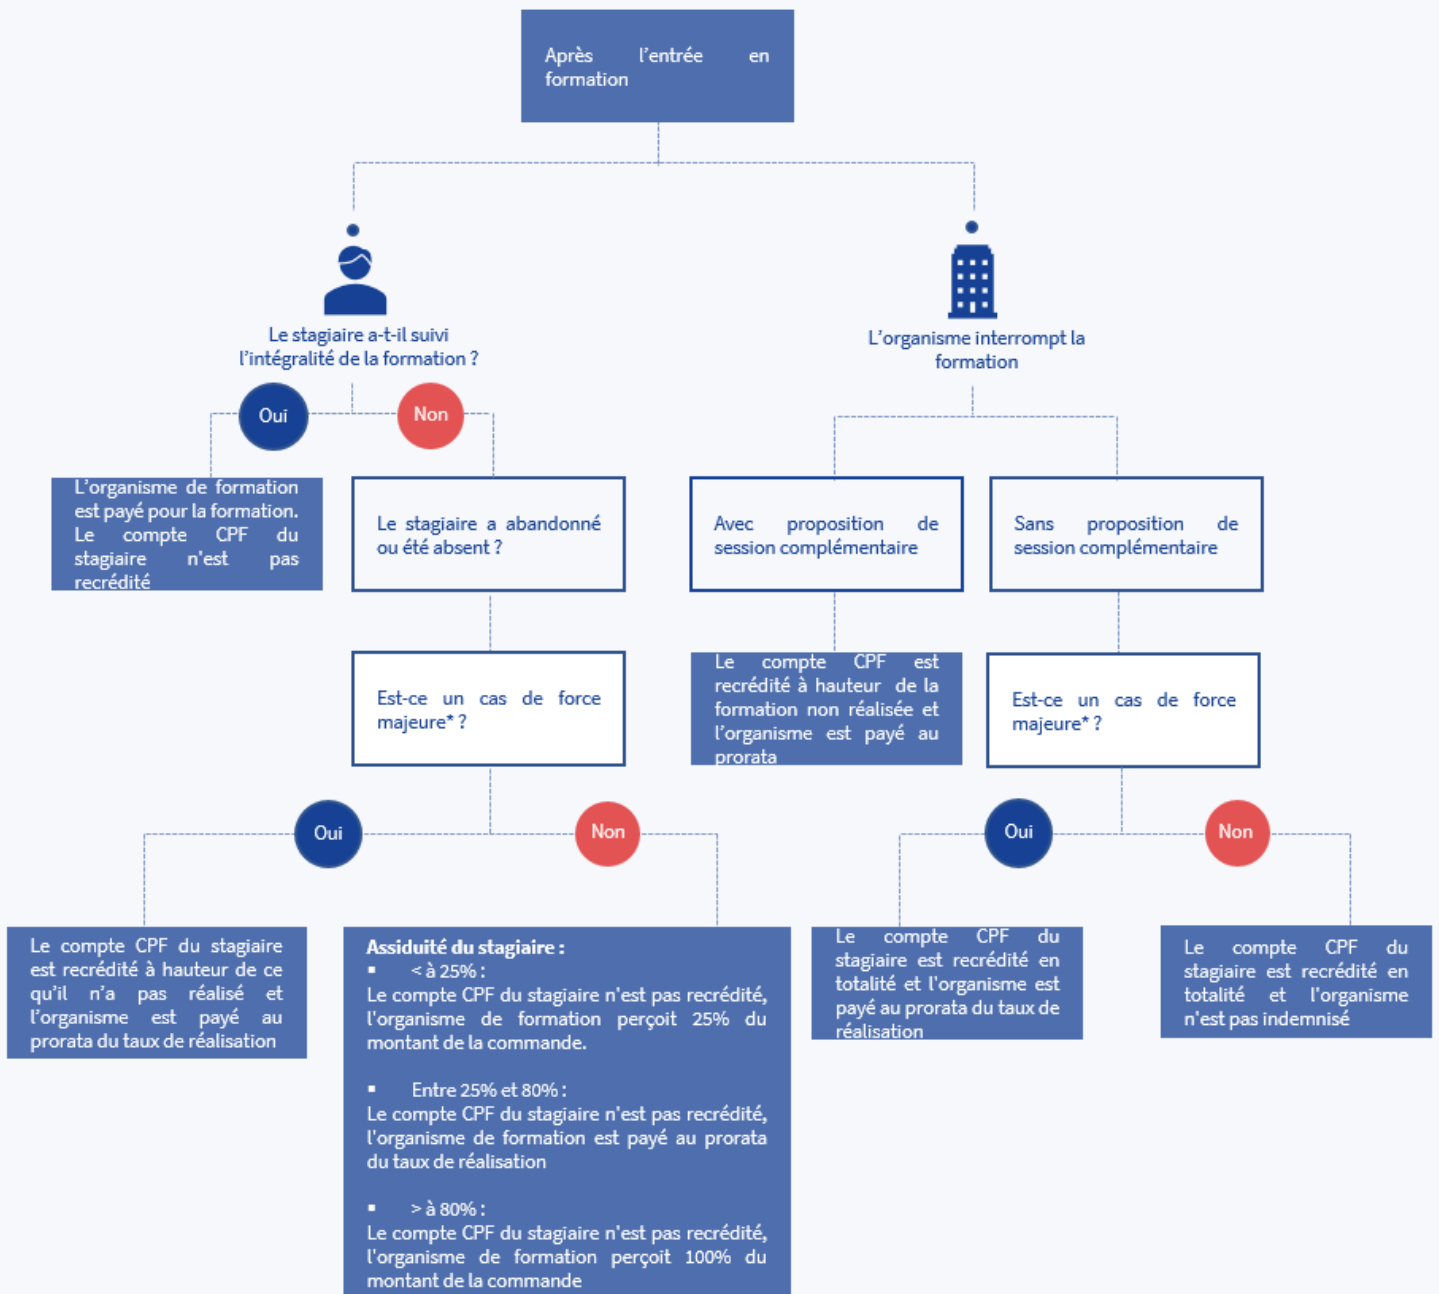 Après l'entrée en
formation
Le stagiaire a-t-il suivi
l'intégralité de la formation ?
L'organisme interrompt la
formation
Oui
Non
L'organisme de formation
est payé pour la formation.
Le compte CPF du
stagiaire n'est pas
recrédité
Le stagiaire a abandonné
ou été absent ?
Avec proposition de
session complémentaire
Sans proposition de
session complémentaire
Est-ce un cas de force
majeure* ?
Le compte CPF est
recrédité à hauteur de la
formation non réalisée et
l'organisme est payé au
prorata
Est-ce un cas de force
majeure* ?
Oui
Non
Oui
Non
Le compte CPF du stagiaire
est recrédité à hauteur de ce
qu'il n'a pas réalisé et
l'organisme est payé au
prorata du taux de réalisation
Assiduité du stagiaire :
▪ < à 25% :
Le compte CPF du stagiaire n'est pas recrédité,
l'organisme de formation perçoit 25% du
montant de la commande.
▪ Entre 25% et 80% :
Le compte CPF du stagiaire n'est pas recrédité,
l'organisme de formation est payé au prorata
du taux de réalisation
▪ > à 80% :
Le compte CPF du stagiaire n'est pas recrédité,
l'organisme de formation perçoit 100% du
montant de la commande
Le compte CPF du
stagiaire est recrédité en
totalité et l'organisme est
payé au prorata du taux de
réalisation
Le compte CPF du
stagiaire est recrédité en
totalité et l'organisme
n'est pas indemnisé